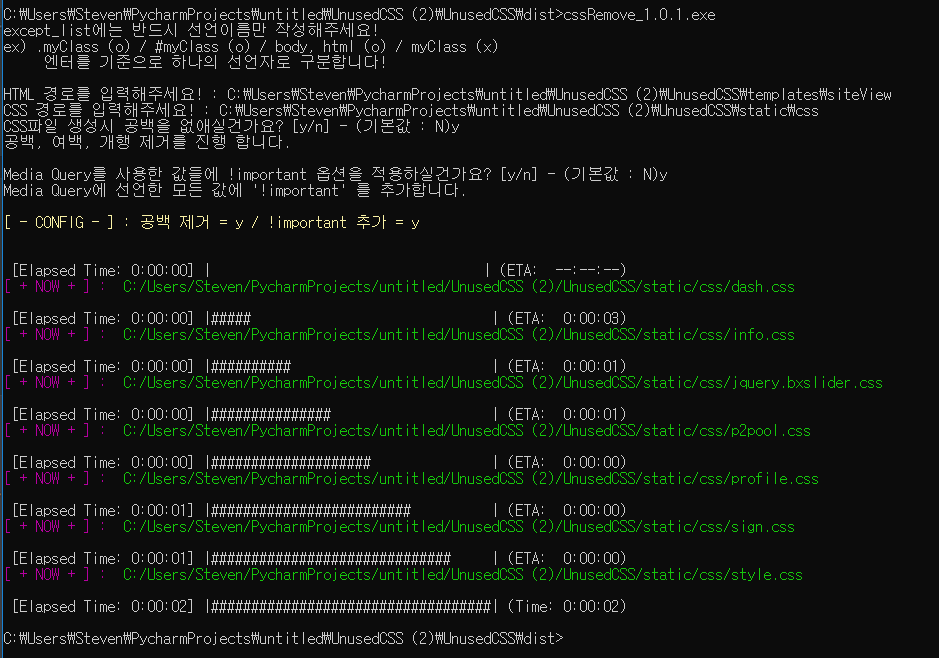 C:₩Users₩Steven₩PycharmProjects₩untitled₩UnusedCSS (2)₩UnusedCSS₩dist>cssRemove_1.0.1.exe
except_list에는 반드시 선언이름만 작성해주세요!
ex) .myClass (o) / #myClass (o) / body, html (o) / myClass (x)
엔터를 기준으로 하나의 선언자로 구분합니다!
HTML 경로를 입력해주세요! : C:₩Users₩Steven₩PycharmProjects₩untitled₩UnusedCSS (2)₩UnusedCSS₩templates₩siteView
CSS 경로를 입력해주세요! : C:₩Users₩Steven₩PycharmProjects₩untitled₩UnusedCSS (2)₩UnusedCSS₩static₩css
CSS파일 생성시 공백을 없애실건가요? [y/n] - (기본값 : N)y
공백, 여백, 개행 제거를 진행 합니다.
Media Query를 사용한 값들에 !important 옵션을 적용하실건가요? [y/n] - (기본값 : N)y
Media Query에 선언한 모든 값에 '!important' 를 추가합니다.
[ - CONFIG - ] : 공백 제거 = y / !important 추가 = y
[Elapsed Time: 0:00:00] |                                   | (ETA:  --:--:--)
[ + NOW + ] :  C:/Users/Steven/PycharmProjects/untitled/UnusedCSS (2)/UnusedCSS/static/css/dash.css
[Elapsed Time: 0:00:00] |#####                              | (ETA:  0:00:03)
[ + NOW + ] :  C:/Users/Steven/PycharmProjects/untitled/UnusedCSS (2)/UnusedCSS/static/css/info.css
[Elapsed Time: 0:00:00] |##########                         | (ETA:  0:00:01)
[ + NOW + ] :  C:/Users/Steven/PycharmProjects/untitled/UnusedCSS (2)/UnusedCSS/static/css/jquery.bxslider.css
[Elapsed Time: 0:00:00] |###############                    | (ETA:  0:00:01)
[ + NOW + ] :  C:/Users/Steven/PycharmProjects/untitled/UnusedCSS (2)/UnusedCSS/static/css/p2pool.css
[Elapsed Time: 0:00:00] |####################               | (ETA:  0:00:00)
[ + NOW + ] :  C:/Users/Steven/PycharmProjects/untitled/UnusedCSS (2)/UnusedCSS/static/css/profile.css
[Elapsed Time: 0:00:01] |#########################          | (ETA:  0:00:00)
[ + NOW + ] :  C:/Users/Steven/PycharmProjects/untitled/UnusedCSS (2)/UnusedCSS/static/css/sign.css
[Elapsed Time: 0:00:01] |##############################     | (ETA:  0:00:00)
[ + NOW + ] :  C:/Users/Steven/PycharmProjects/untitled/UnusedCSS (2)/UnusedCSS/static/css/style.css
[Elapsed Time: 0:00:02] |###################################| (Time: 0:00:02)
C:₩Users₩Steven₩PycharmProjects₩untitled₩UnusedCSS (2)₩UnusedCSS₩dist>